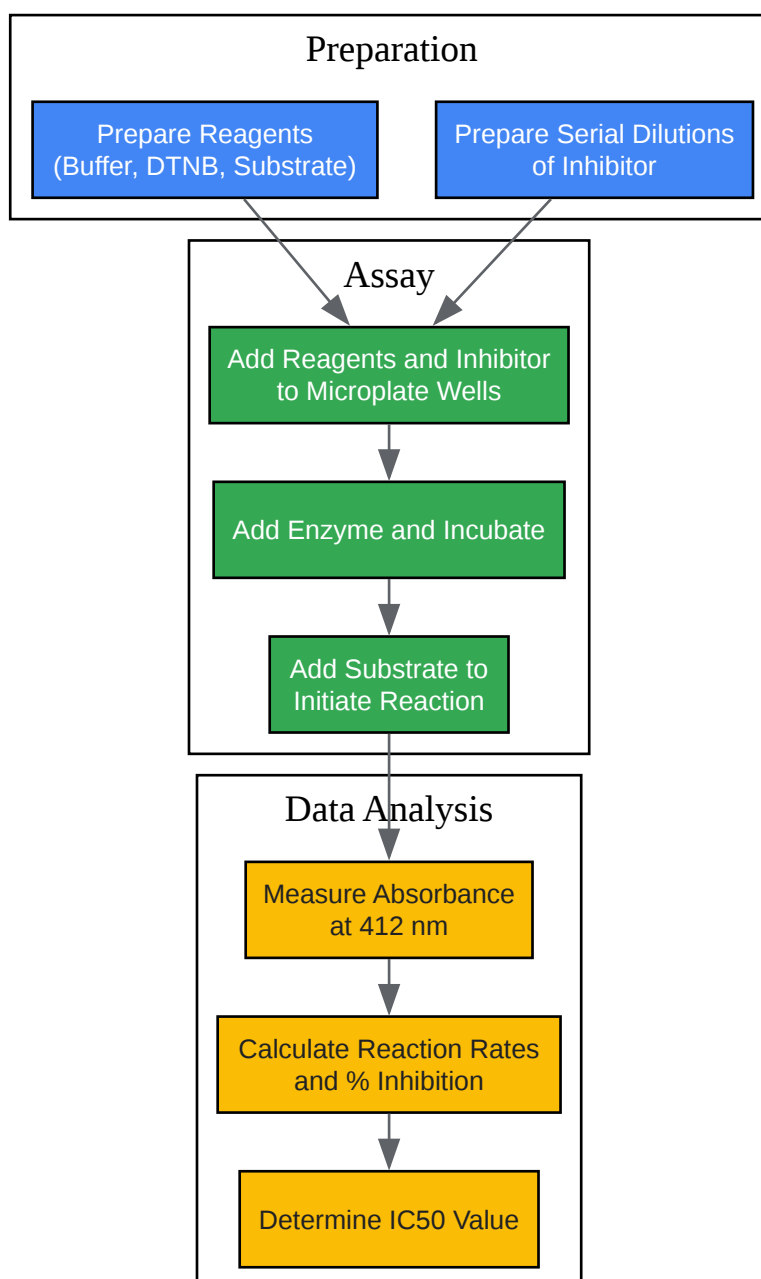 Preparation
Prepare Reagents
(Buffer, DTNB, Substrate)
Prepare Serial Dilutions
of Inhibitor
Assay
Add Reagents and Inhibitor
to Microplate Wells
Add Enzyme and Incubate
Add Substrate to
Initiate Reaction
Data Analysis
Measure Absorbance
at 412 nm
Calculate Reaction Rates
and % Inhibition
Determine IC50 Value